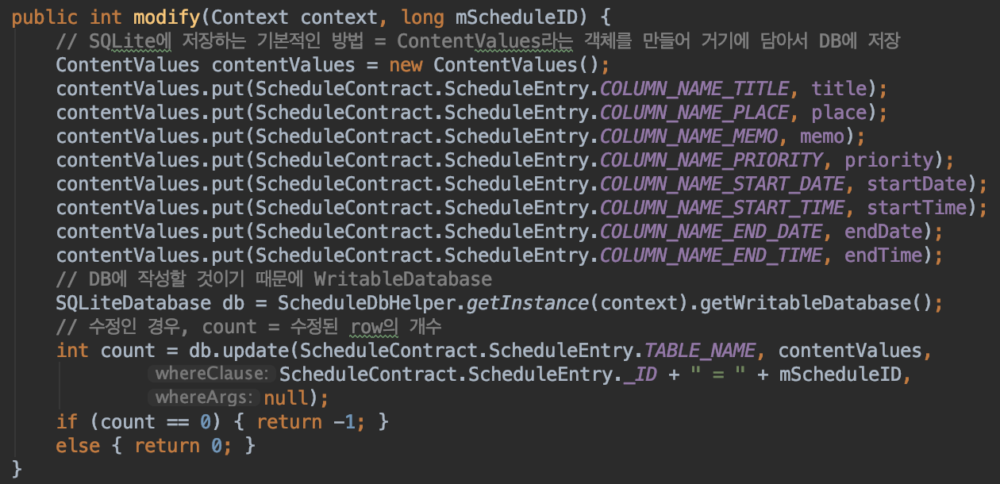 public int modify(Context context, long mScheduleID) {
// SQLite에 저장하는 기본적인 방법 = ContentValues라는 객체를 만들어 거기에 담아서 DB에 저장
ContentValues contentValues = new ContentValues();
contentValues.put(ScheduleContract.ScheduleEntry.COLUMN_NAME_TITLE, title);
contentValues.put(ScheduleContract.ScheduleEntry.COLUMN_NAME_PLACE, place);
contentValues.put(ScheduleContract.ScheduleEntry.COLUMN_NAME_MEMO, memo);
contentValues.put(ScheduleContract.ScheduleEntry.COLUMN_NAME_PRIORITY, priority);
contentValues.put(ScheduleContract.ScheduleEntry.COLUMN_NAME_START_DATE, startDate);
contentValues.put(ScheduleContract.ScheduleEntry.COLUMN_NAME_START_TIME, startTime);
contentValues.put(ScheduleContract.ScheduleEntry.COLUMN_NAME_END_DATE, endDate);
contentValues.put(ScheduleContract.ScheduleEntry.COLUMN_NAME_END_TIME, endTime);
// DB에 작성할 것이기 때문에 WritableDatabase
SQLiteDatabase db = ScheduleDbHelper.getInstance(context).getWritableDatabase();
// 수정인 경우, count = 수정된 row의 개수
int count = db.update(ScheduleContract.ScheduleEntry.TABLE_NAME, contentValues,
whereClause: ScheduleContract.ScheduleEntry._ID + " = " + mScheduleID,
whereArgs: null);
if (count == 0) { return -1; }
else { return 0; }
}